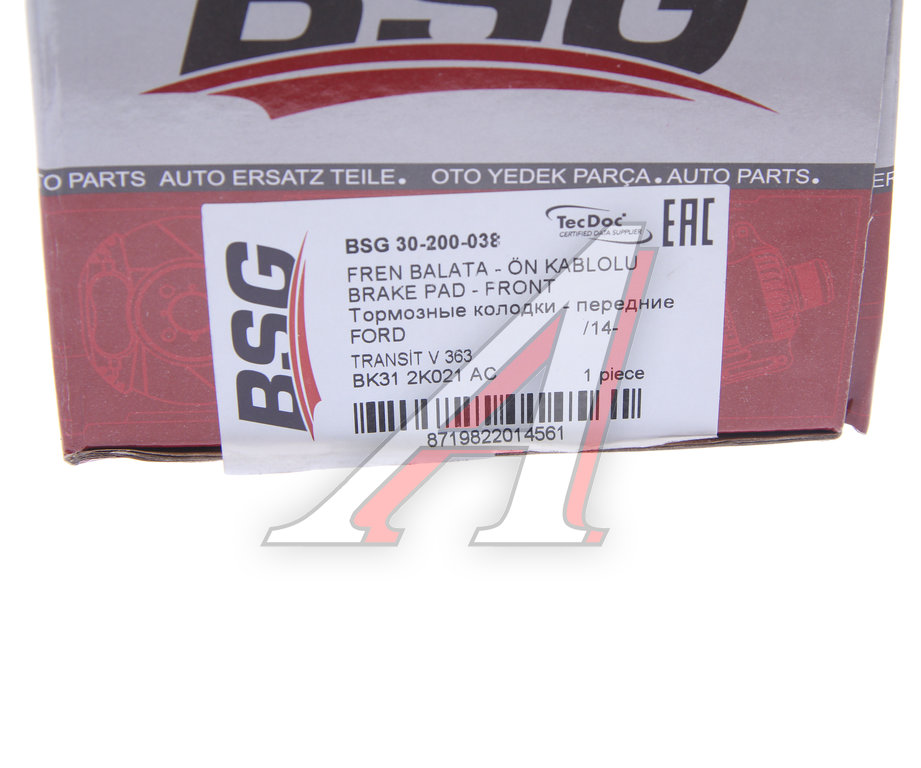 BSG
TO PARTS AUTO ERSATZ TEILE. OTO YEDEK PARÇA. AUTO PARTS.
BSG
BSG 30-200-038
TecDoc
CERTIFIED DATA SUPPLIER
EAC
FREN BALATA - ÖN KABLOLU
BRAKE PAD - FRONT
Тормозные колодки - передние
FORD /14-
TRANSİT V 363
BK31 2K021 AC 1 piece
8719822014561